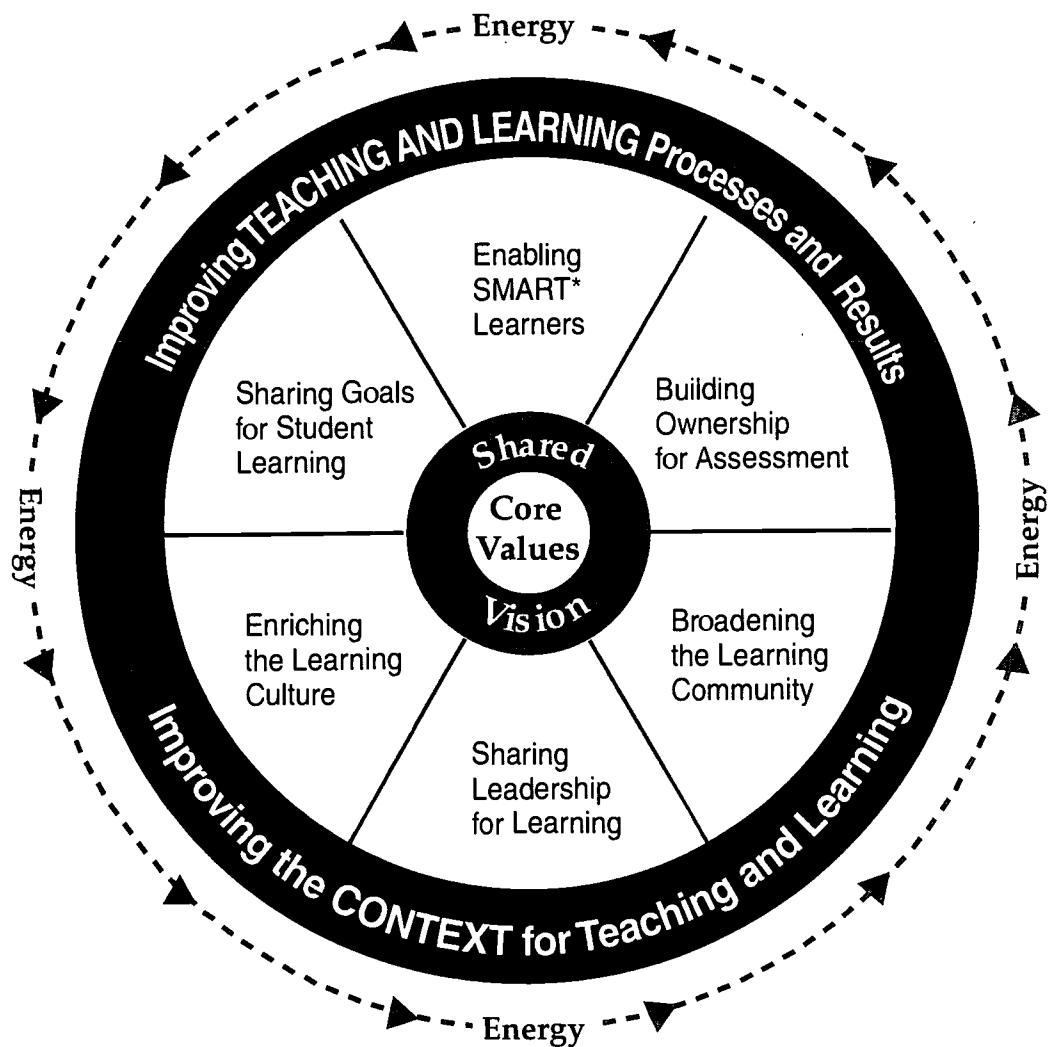 Energy
Improving TEACHING AND LEARNING Processes and Results
Enabling
SMART*
Learners
Sharing Goals
for Student
Learning
Building
Ownership
for Assessment
Shared
Core
Values
Vision
Energy
Energy
Enriching
the Learning
Culture
Broadening
the Learning
Community
Sharing
Leadership
for Learning
Improving the CONTEXT for Teaching and Learning
Energy